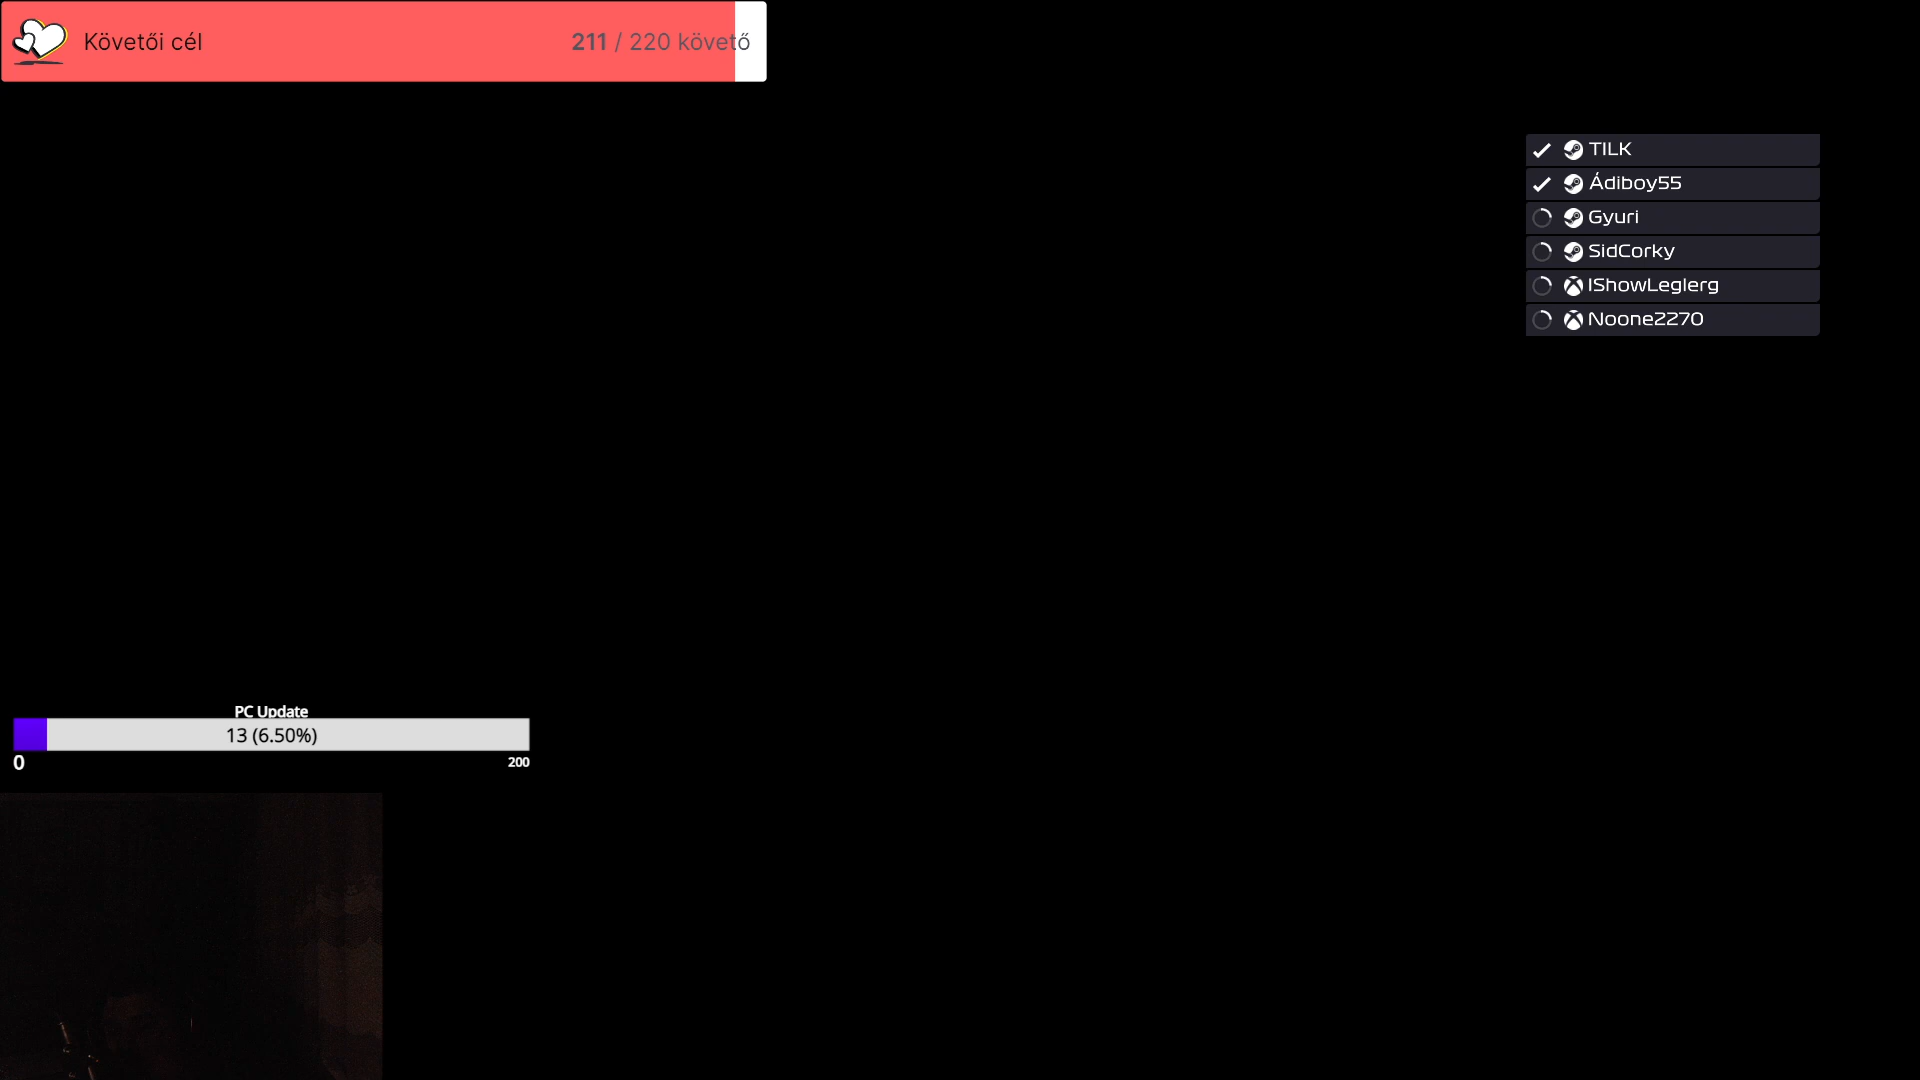 Követői cél
211 / 220 követő
TILK
Ádiboy55
Gyuri
SidCorky
IShowLeglerg
Noone2270
PC Update
13 (6.50%)
0
200